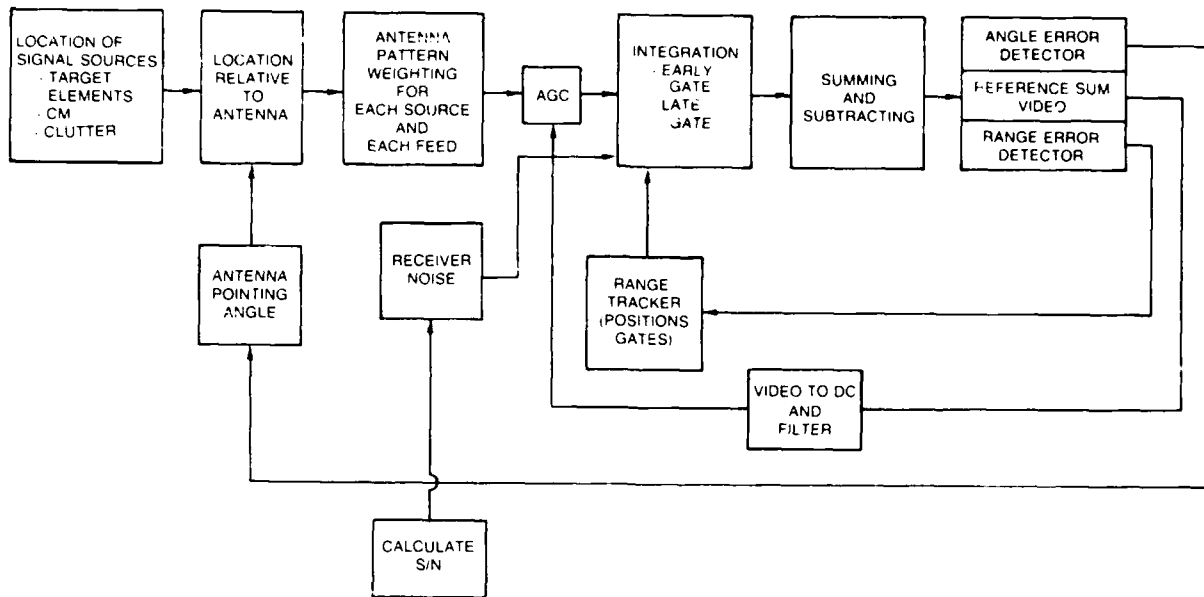 LOCATION OF
SIGNAL SOURCES
· TARGET
ELEMENTS
· CM
· CLUTTER
LOCATION
RELATIVE
TO
ANTENNA
ANTENNA
PATTERN
WEIGHTING
FOR
EACH SOURCE
AND
EACH FEED
AGC
INTEGRATION
· EARLY
GATE
LATE
GATE
SUMMING
AND
SUBTRACTING
ANGLE ERROR
DETECTOR
REFERENCE SUM
VIDEO
RANGE ERROR
DETECTOR
ANTENNA
POINTING
ANGLE
RECEIVER
NOISE
RANGE
TRACKER
(POSITIONS
GATES)
VIDEO TO DC
AND
FILTER
CALCULATE
S/N